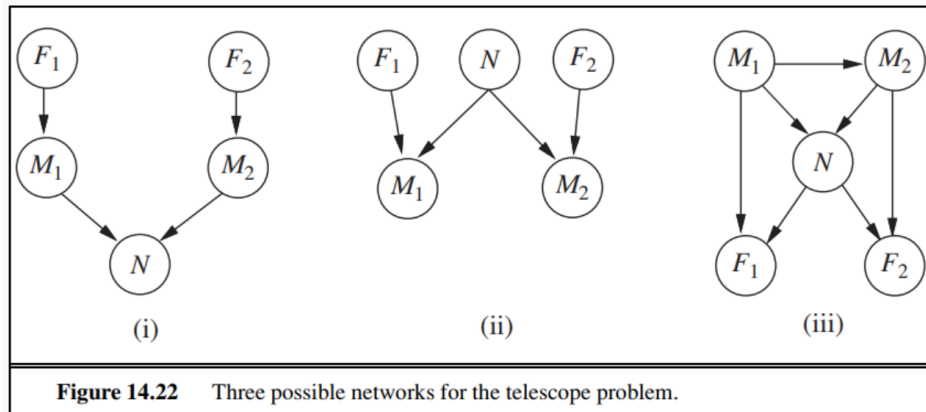 F₁ F₂ F₁ N F₂ M₁ M₂
M₁ M₂ M₁ M₂ N
N F₁ F₂
(i) (ii) (iii)
Figure 14.22 Three possible networks for the telescope problem.